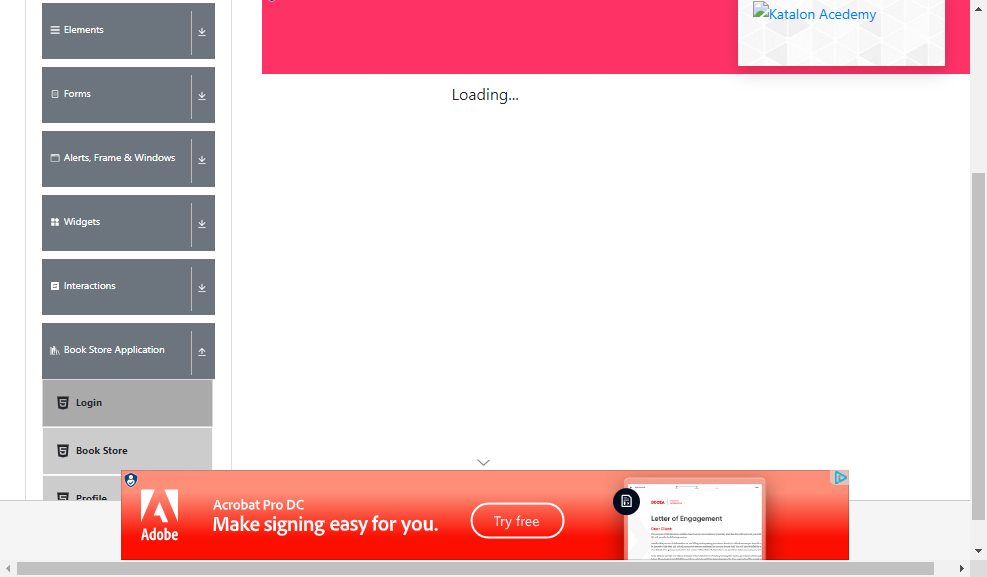 Elements
Forms
Alerts, Frame & Windows
Widgets
Interactions
Book Store Application
Login
Book Store
Profile
Katalon Acedemy
Loading...
Adobe
Acrobat Pro DC
Make signing easy for you.
Try free
Letter of Engagement
Dear Client